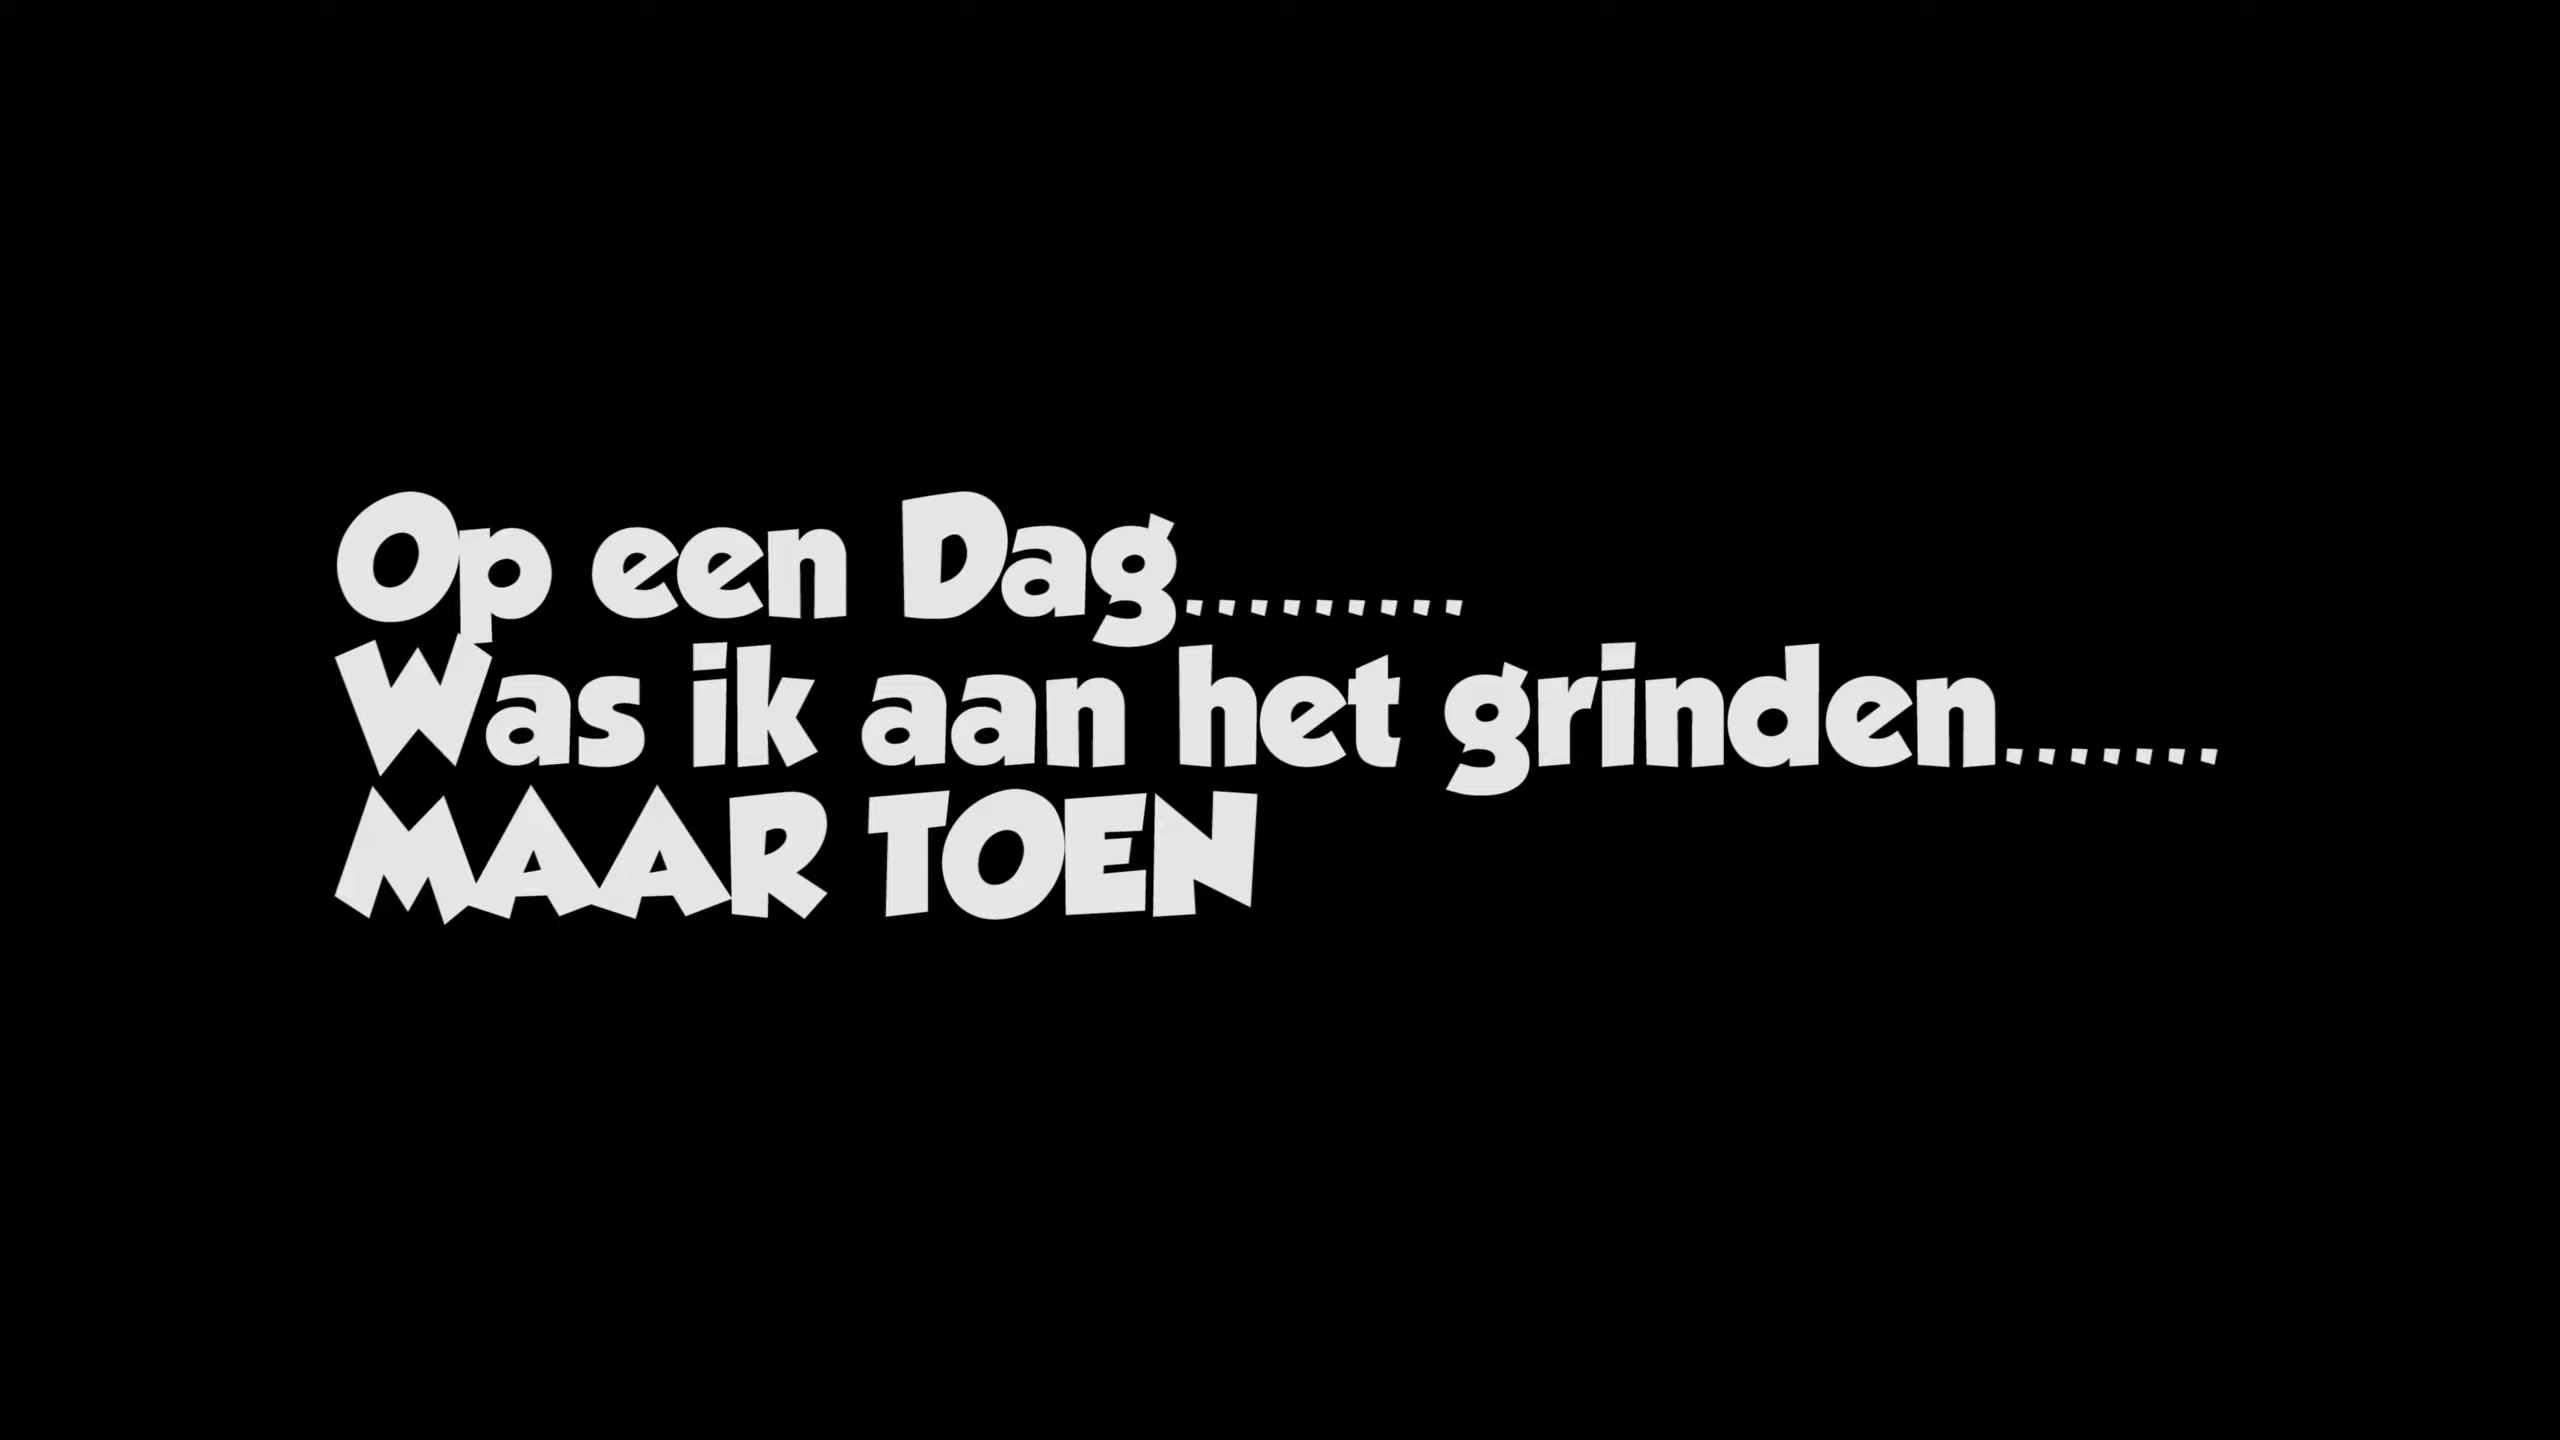 Op een Dag.........
Was ik aan het grinden.......
MAAR TOEN